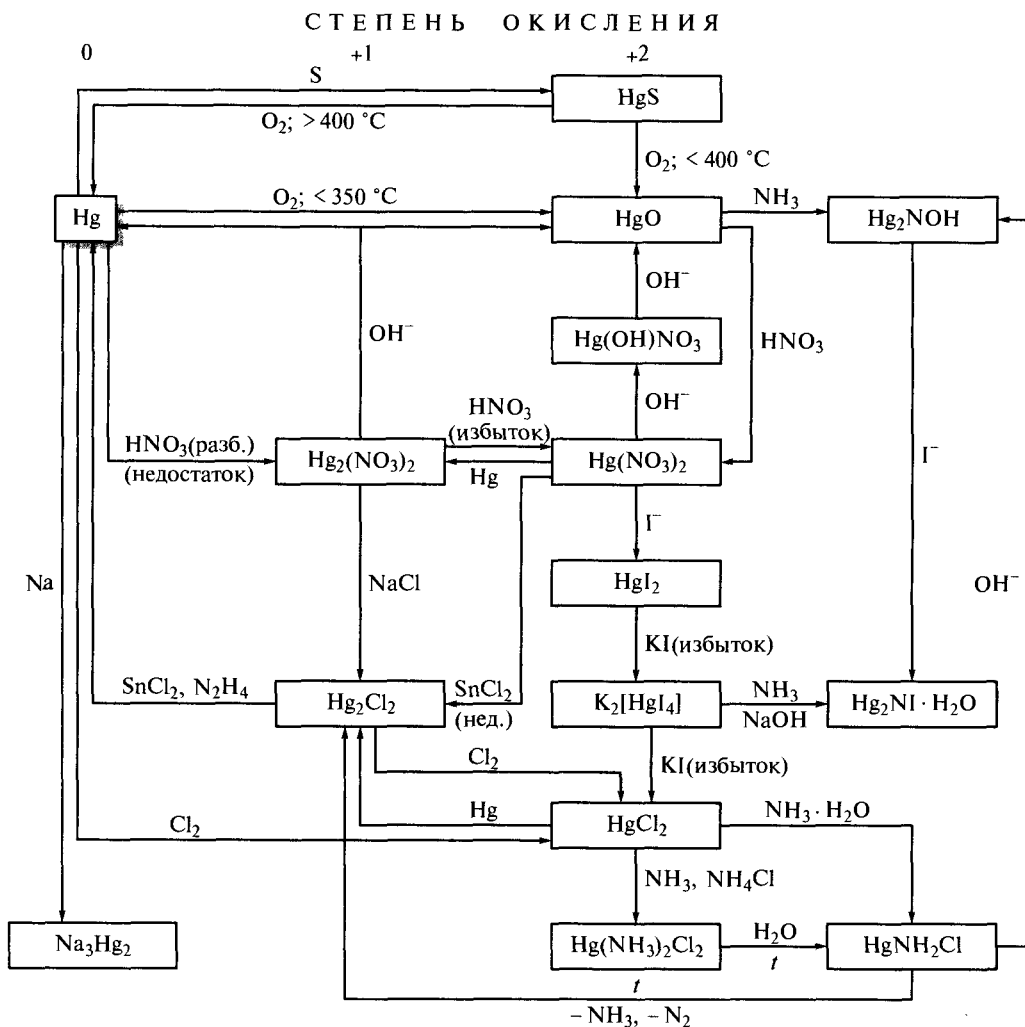 СТЕПЕНЬ ОКИСЛЕНИЯ
0 +1 +2
S
HgS
O₂; > 400 °C
O₂; < 400 °C
Hg
O₂; < 350 °C
HgO
NH₃
Hg₂NOH
OH⁻
OH⁻
Hg(OH)NO₃
HNO₃
OH⁻
HNO₃(разб.)
(недостаток)
Hg₂(NO₃)₂
HNO₃
(избыток)
Hg
Hg(NO₃)₂
I⁻
I⁻
Na
NaCl
HgI₂
OH⁻
KI(избыток)
SnCl₂, N₂H₄
Hg₂Cl₂
SnCl₂
(нед.)
K₂[HgI₄]
NH₃
NaOH
Hg₂NI · H₂O
Cl₂
KI(избыток)
Hg
HgCl₂
NH₃ · H₂O
Cl₂
NH₃, NH₄Cl
Na₃Hg₂
Hg(NH₃)₂Cl₂
H₂O
t
HgNH₂Cl
t
−NH₃, −N₂